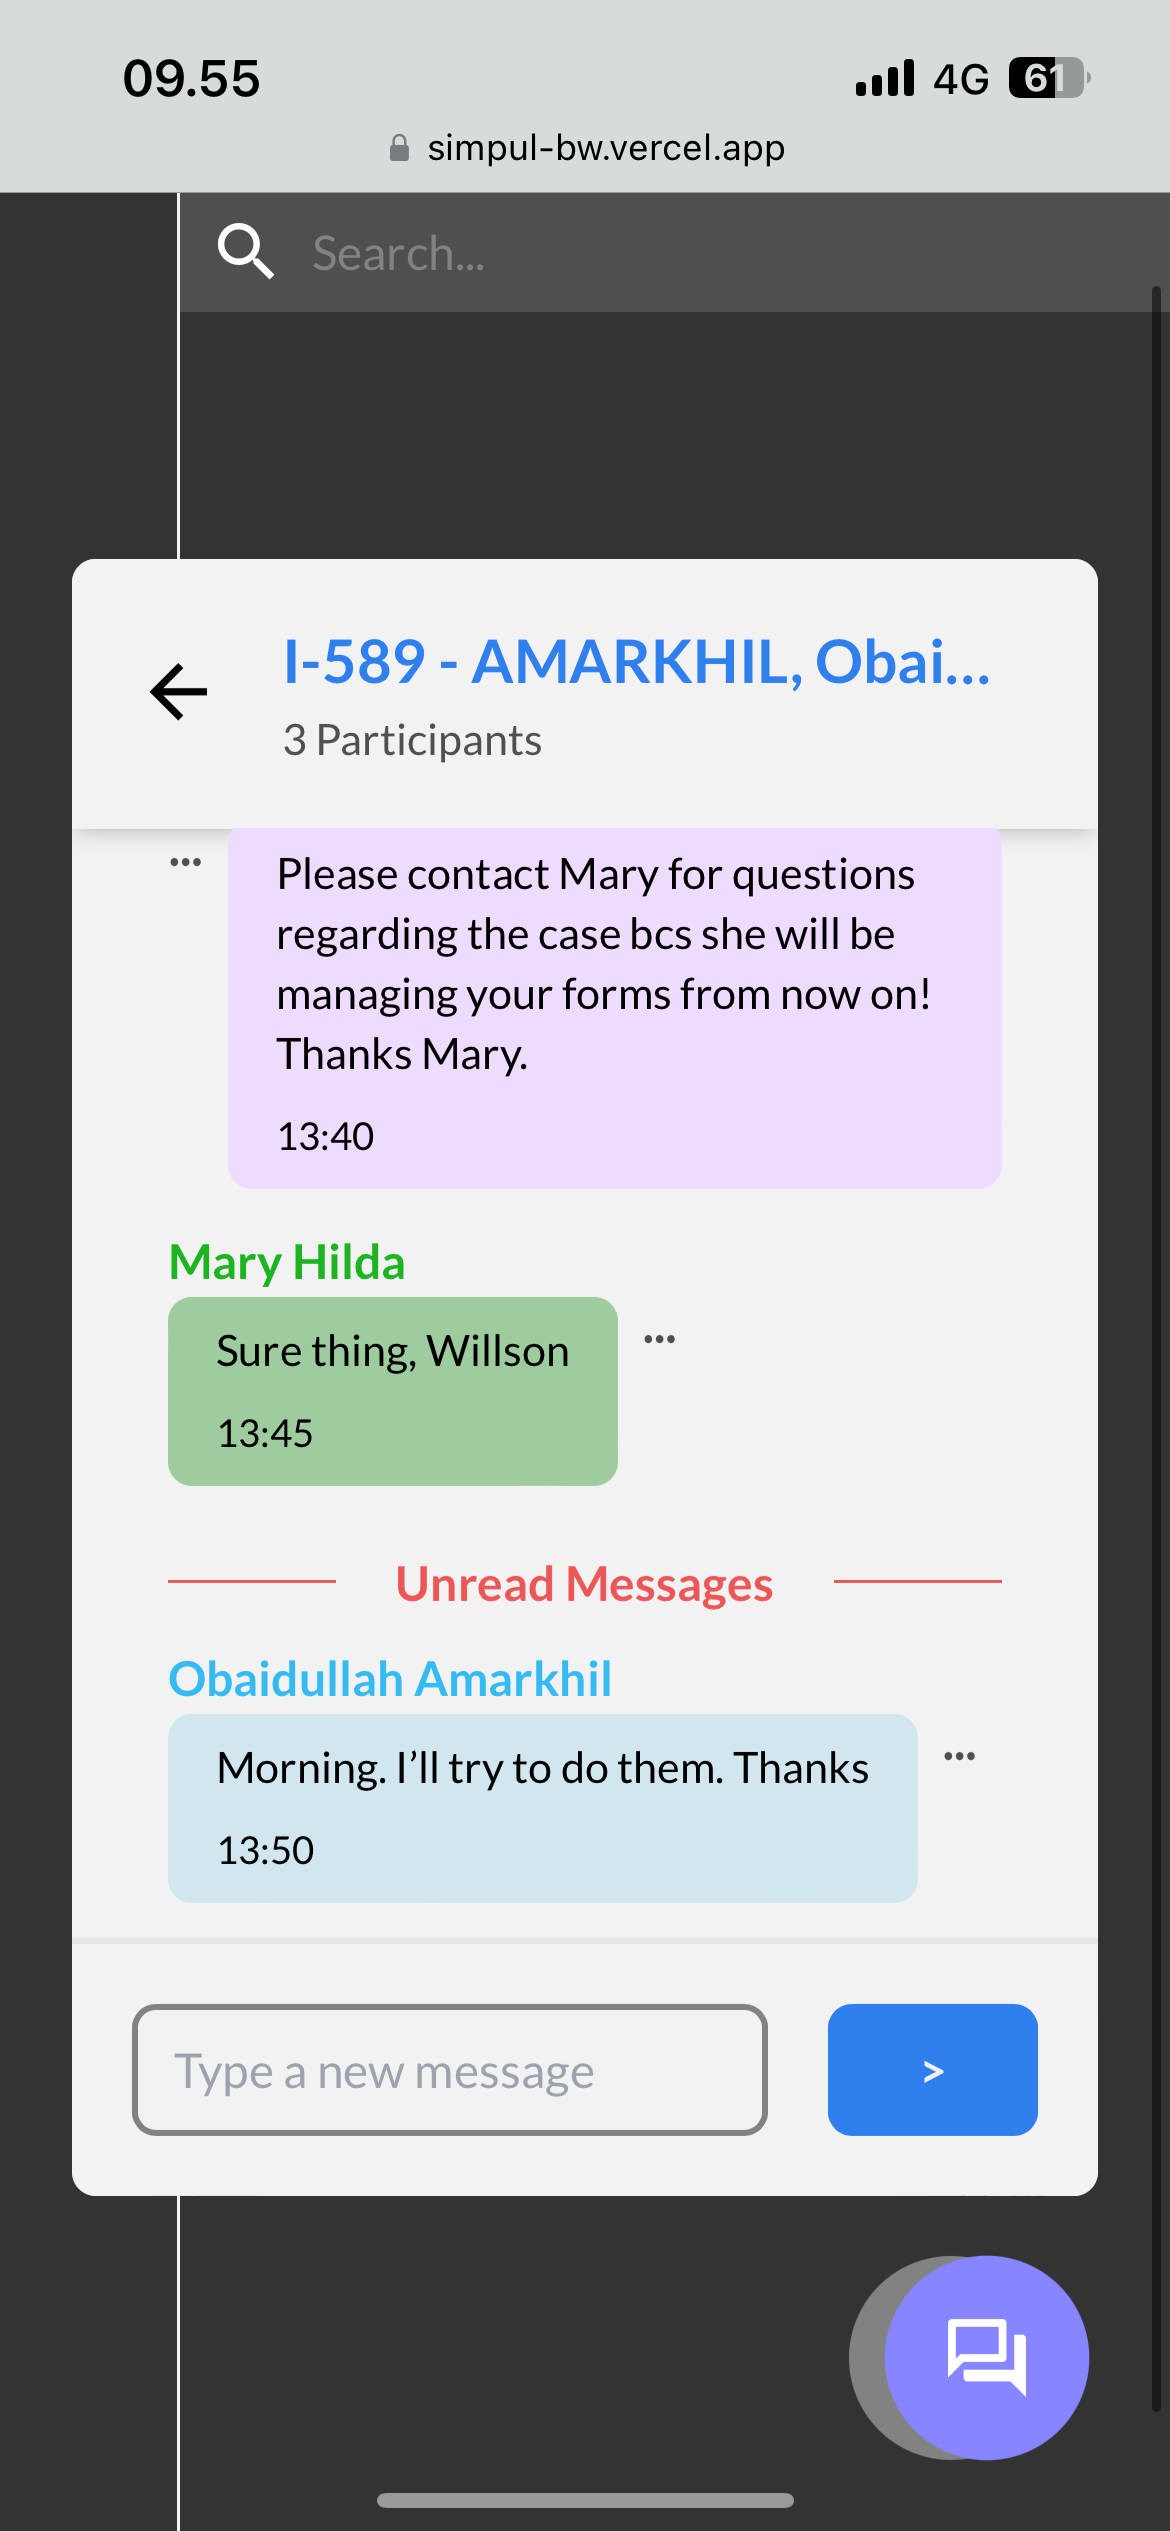 09.55
4G 61
simpul-bw.vercel.app
Search...
I-589 - AMARKHIL, Obai...
3 Participants
Please contact Mary for questions
regarding the case bcs she will be
managing your forms from now on!
Thanks Mary.
13:40
Mary Hilda
Sure thing, Willson
13:45
Unread Messages
Obaidullah Amarkhil
Morning. I’ll try to do them. Thanks
13:50
Type a new message
>